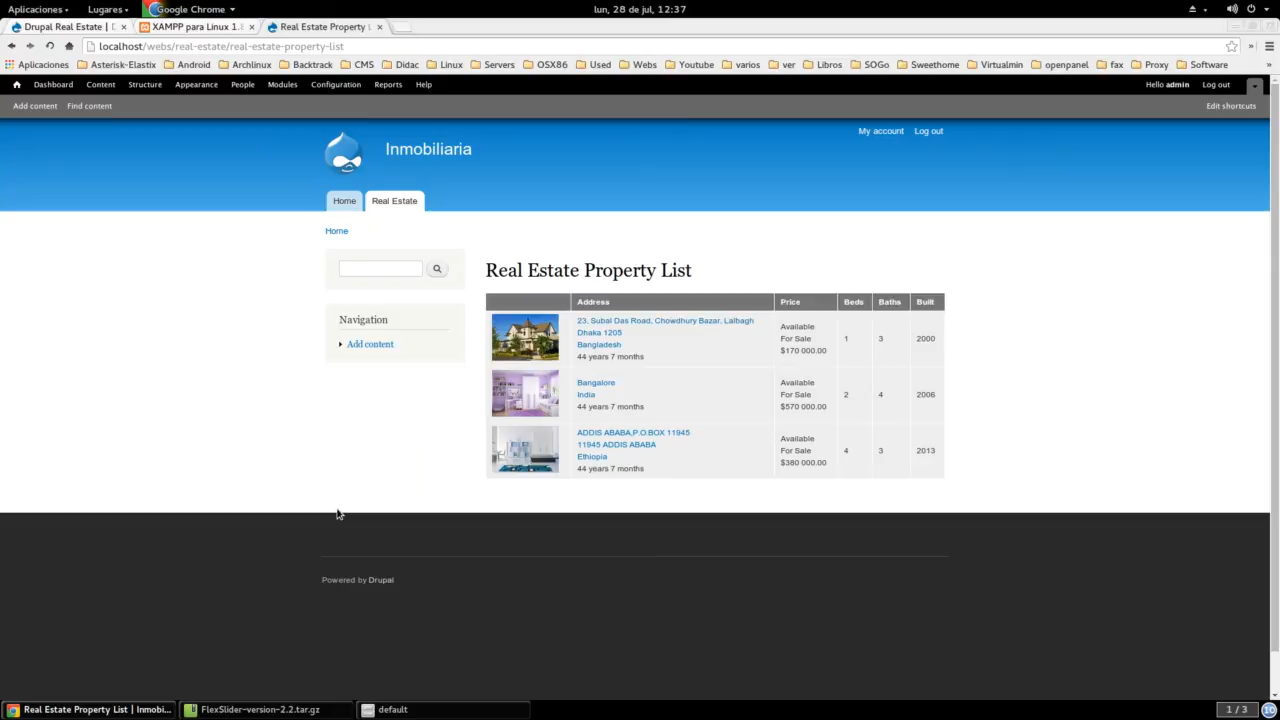 Aplicaciones Lugares Google Chrome lun, 28 de jul, 12:37
Drupal Real Estate | D XAMPP para Linux 1. Real Estate Property L
localhost/webs/real-estate/real-estate-property-list
Aplicaciones Asterisk-Elastix Android Archlinux Backtrack CMS Didac Linux Servers OSX86 Used Webs Youtube varios ver Libros SOGo Sweethome Virtualmin openpanel fax Proxy Software »
Dashboard Content Structure Appearance People Modules Configuration Reports Help Hello admin Log out
Add content Find content Edit shortcuts
My account Log out
Inmobiliaria
Home Real Estate
Home
Real Estate Property List
Address Price Beds Baths Built
23, Subal Das Road, Chowdhury Bazar, Lalbagh
Dhaka 1205
Bangladesh
44 years 7 months
Available
For Sale
$170 000.00
1 3 2000
Bangalore
India
44 years 7 months
Available
For Sale
$570 000.00
2 4 2006
ADDIS ABABA,P.O.BOX 11945
11945 ADDIS ABABA
Ethiopia
44 years 7 months
Available
For Sale
$380 000.00
4 3 2013
Navigation
Add content
Powered by Drupal
Real Estate Property List | Inmobi... FlexSlider-version-2.2.tar.gz default 1 / 3